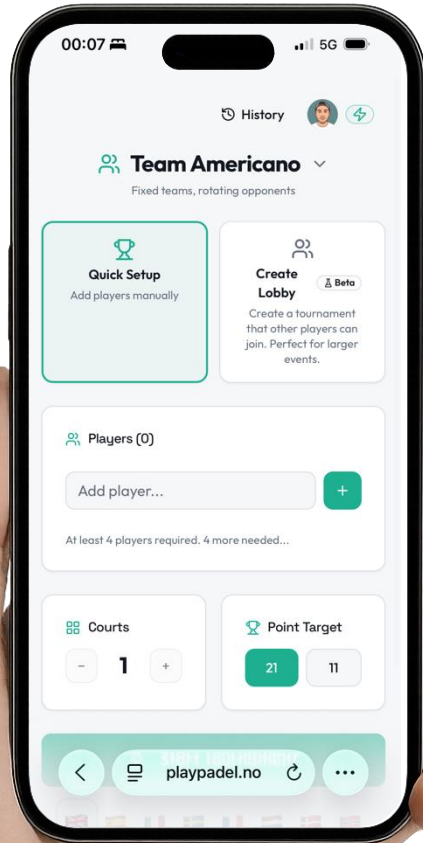 00:07
5G
History
Team Americano
Fixed teams, rotating opponents
Quick Setup
Add players manually
Create
Lobby
Beta
Create a tournament
that other players can
join. Perfect for larger
events.
Players (0)
Add player...
+
At least 4 players required. 4 more needed...
Courts
- 1 +
Point Target
21
11
playpadel.no